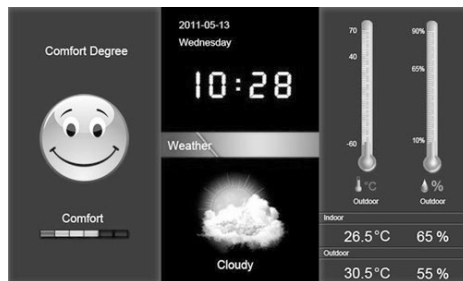 Comfort Degree
Comfort
2011-05-13
Wednesday
10:28
Weather
Cloudy
70
40
-60
°C
Outdoor
90%
65%
10%
%
Outdoor
Indoor
26.5°C 65 %
Outdoor
30.5°C 55 %